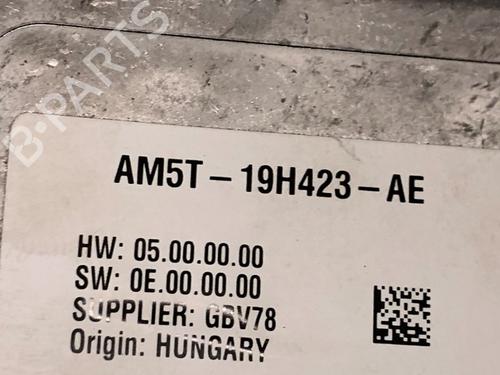 B-PARTS
AM5T-19H423-AE
HW: 05.00.00.00
SW: 0E.00.00.00
SUPPLIER: GBV78
Origin: HUNGARY